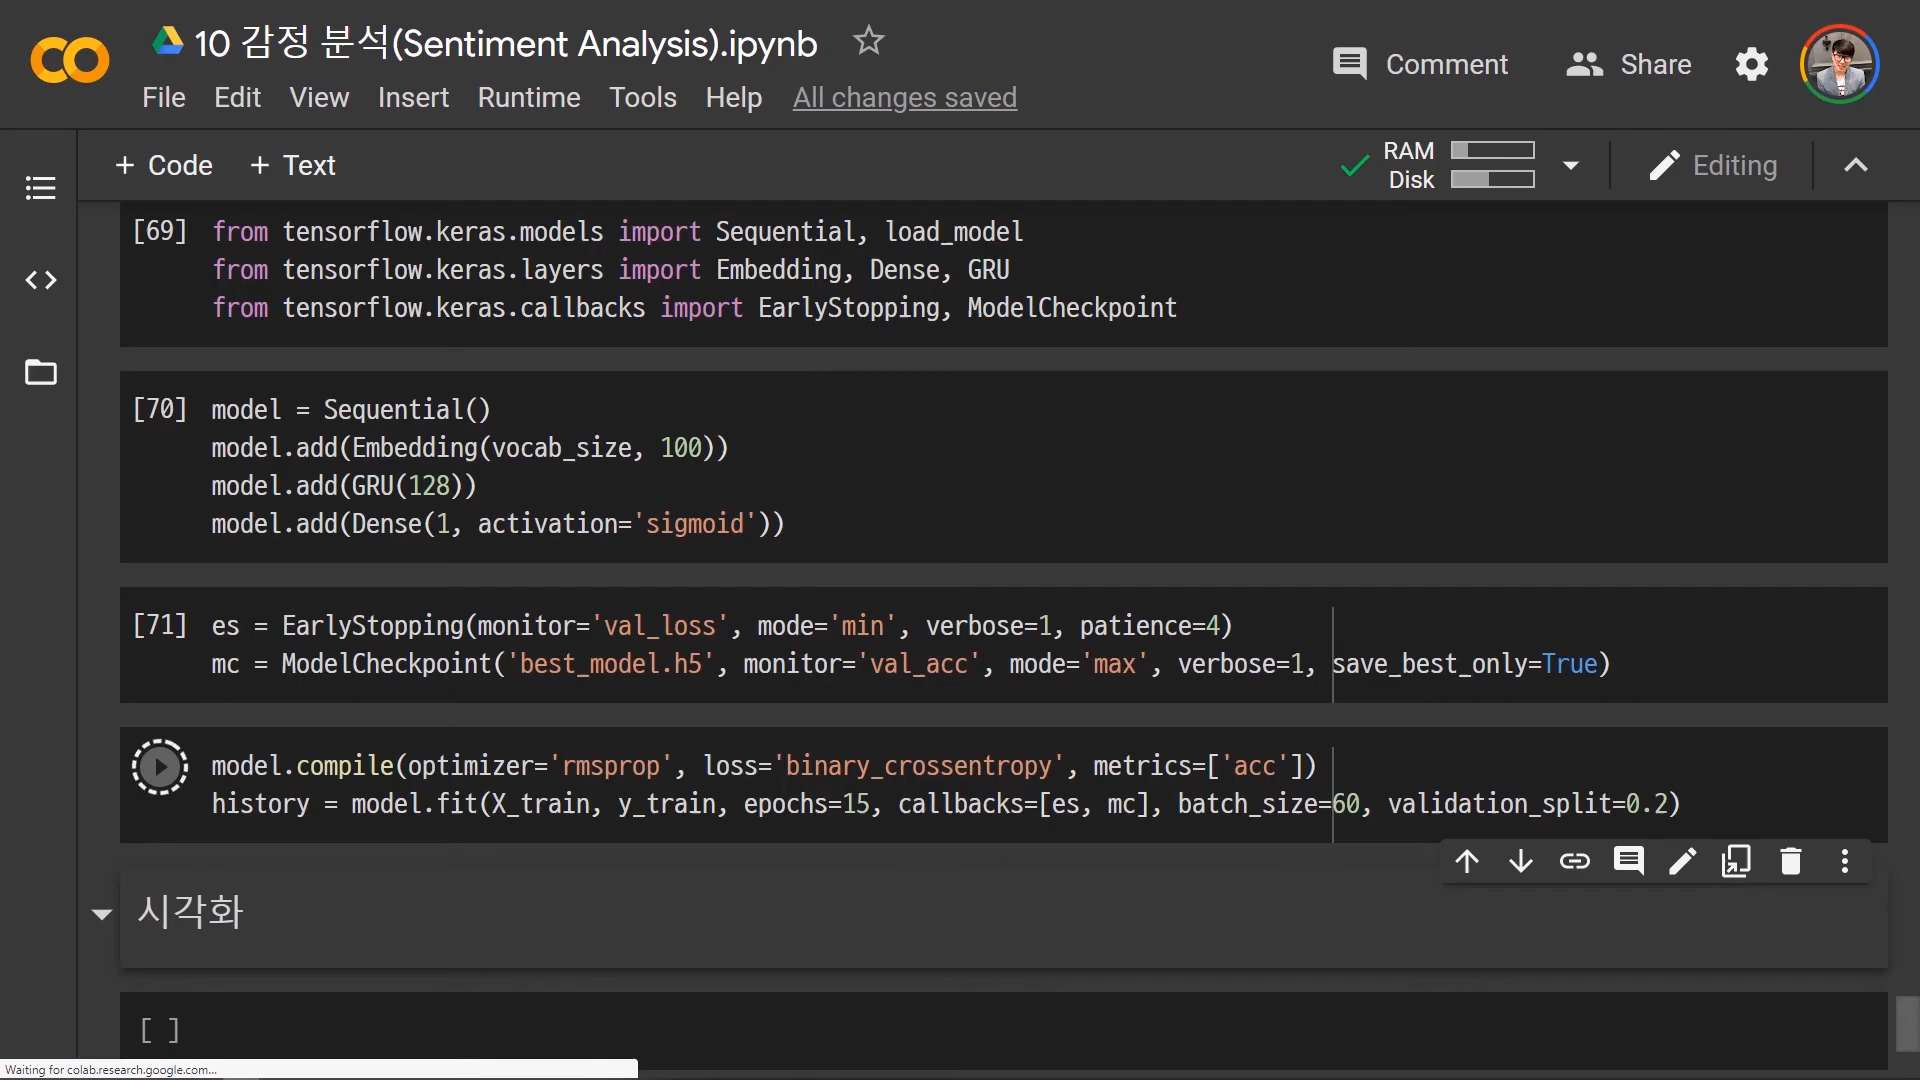 10 감정 분석(Sentiment Analysis).ipynb
File Edit View Insert Runtime Tools Help All changes saved
Comment Share
+ Code + Text
RAM
Disk
Editing
[69] from tensorflow.keras.models import Sequential, load_model
from tensorflow.keras.layers import Embedding, Dense, GRU
from tensorflow.keras.callbacks import EarlyStopping, ModelCheckpoint
[70] model = Sequential()
model.add(Embedding(vocab_size, 100))
model.add(GRU(128))
model.add(Dense(1, activation='sigmoid'))
[71] es = EarlyStopping(monitor='val_loss', mode='min', verbose=1, patience=4)
mc = ModelCheckpoint('best_model.h5', monitor='val_acc', mode='max', verbose=1, save_best_only=True)
model.compile(optimizer='rmsprop', loss='binary_crossentropy', metrics=['acc'])
history = model.fit(X_train, y_train, epochs=15, callbacks=[es, mc], batch_size=60, validation_split=0.2)
시각화
[ ]
Waiting for colab.research.google.com...